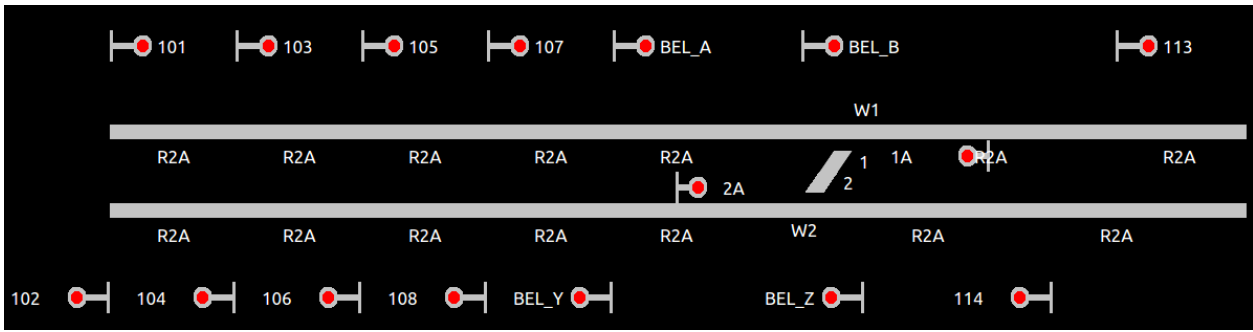 101 103 105 107 BEL_A BEL_B 113
W1
R2A R2A R2A R2A R2A 1 1A R2A R2A
2A 2
R2A R2A R2A R2A R2A W2 R2A R2A
102 104 106 108 BEL_Y BEL_Z 114